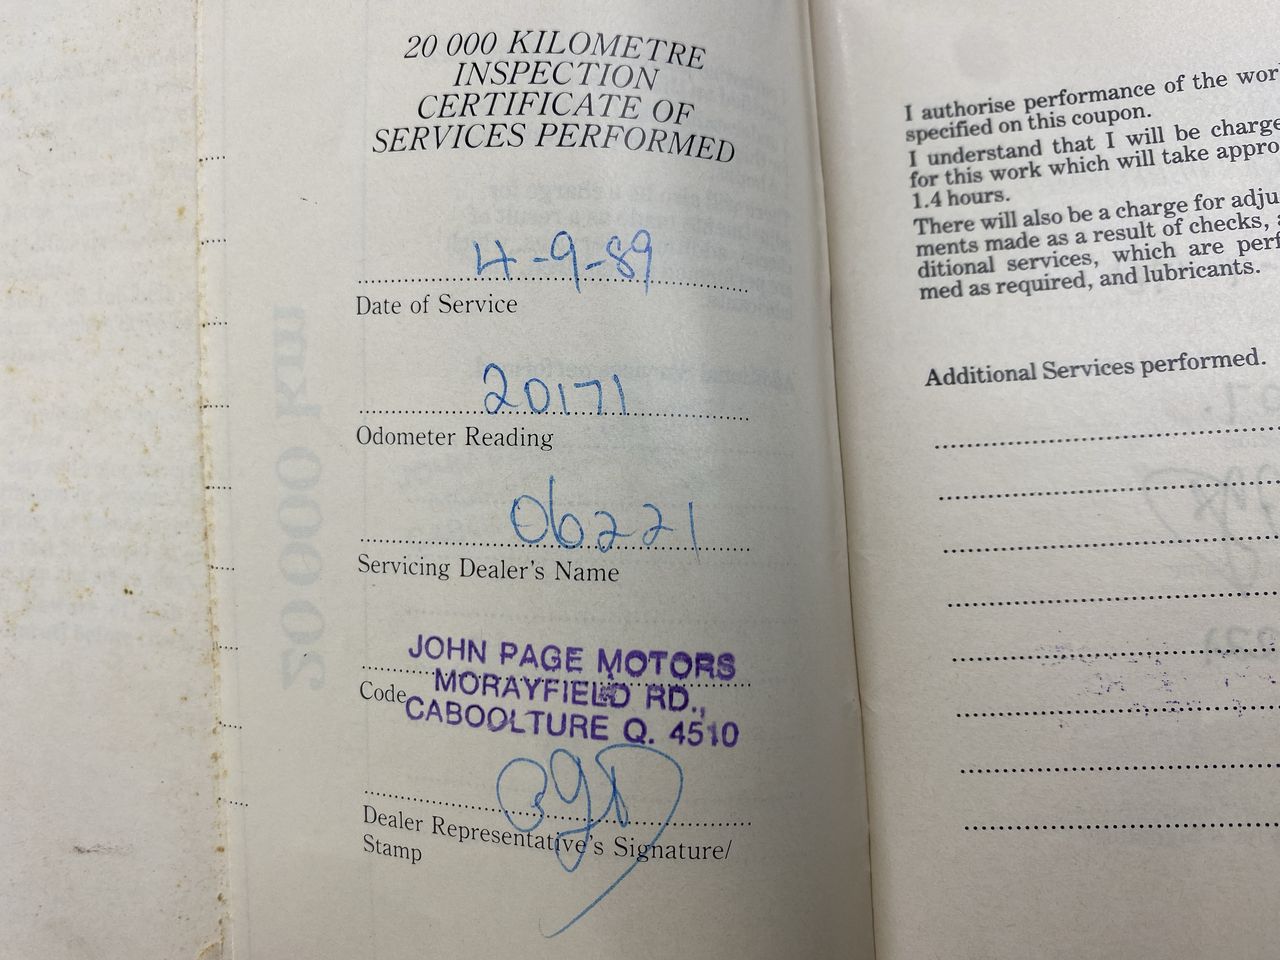 20 000 KILOMETRE
INSPECTION
CERTIFICATE OF
SERVICES PERFORMED
4-9-89
Date of Service
20171
Odometer Reading
06221
Servicing Dealer's Name
JOHN PAGE MOTORS
MORAYFIELD RD.,
Code
CABOOLTURE Q. 4510
Dealer Representative's Signature/
Stamp
20 000 km
I authorise performance of the wor
specified on this coupon.
I understand that I will be charge
for this work which will take appro
1.4 hours.
There will also be a charge for adju
ments made as a result of checks,
ditional services, which are perf
med as required, and lubricants.
Additional Services performed.